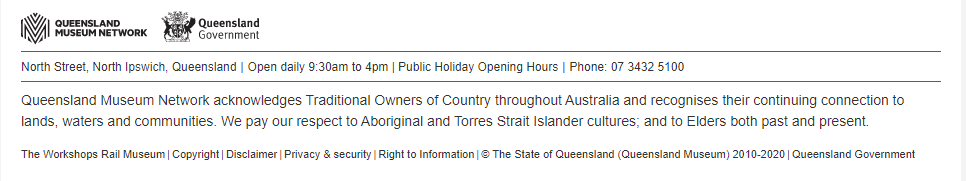 QUEENSLAND MUSEUM NETWORK
Queensland Government
North Street, North Ipswich, Queensland | Open daily 9:30am to 4pm | Public Holiday Opening Hours | Phone: 07 3432 5100
Queensland Museum Network acknowledges Traditional Owners of Country throughout Australia and recognises their continuing connection to
lands, waters and communities. We pay our respect to Aboriginal and Torres Strait Islander cultures; and to Elders both past and present.
The Workshops Rail Museum | Copyright | Disclaimer | Privacy & security | Right to Information | © The State of Queensland (Queensland Museum) 2010-2020 | Queensland Government